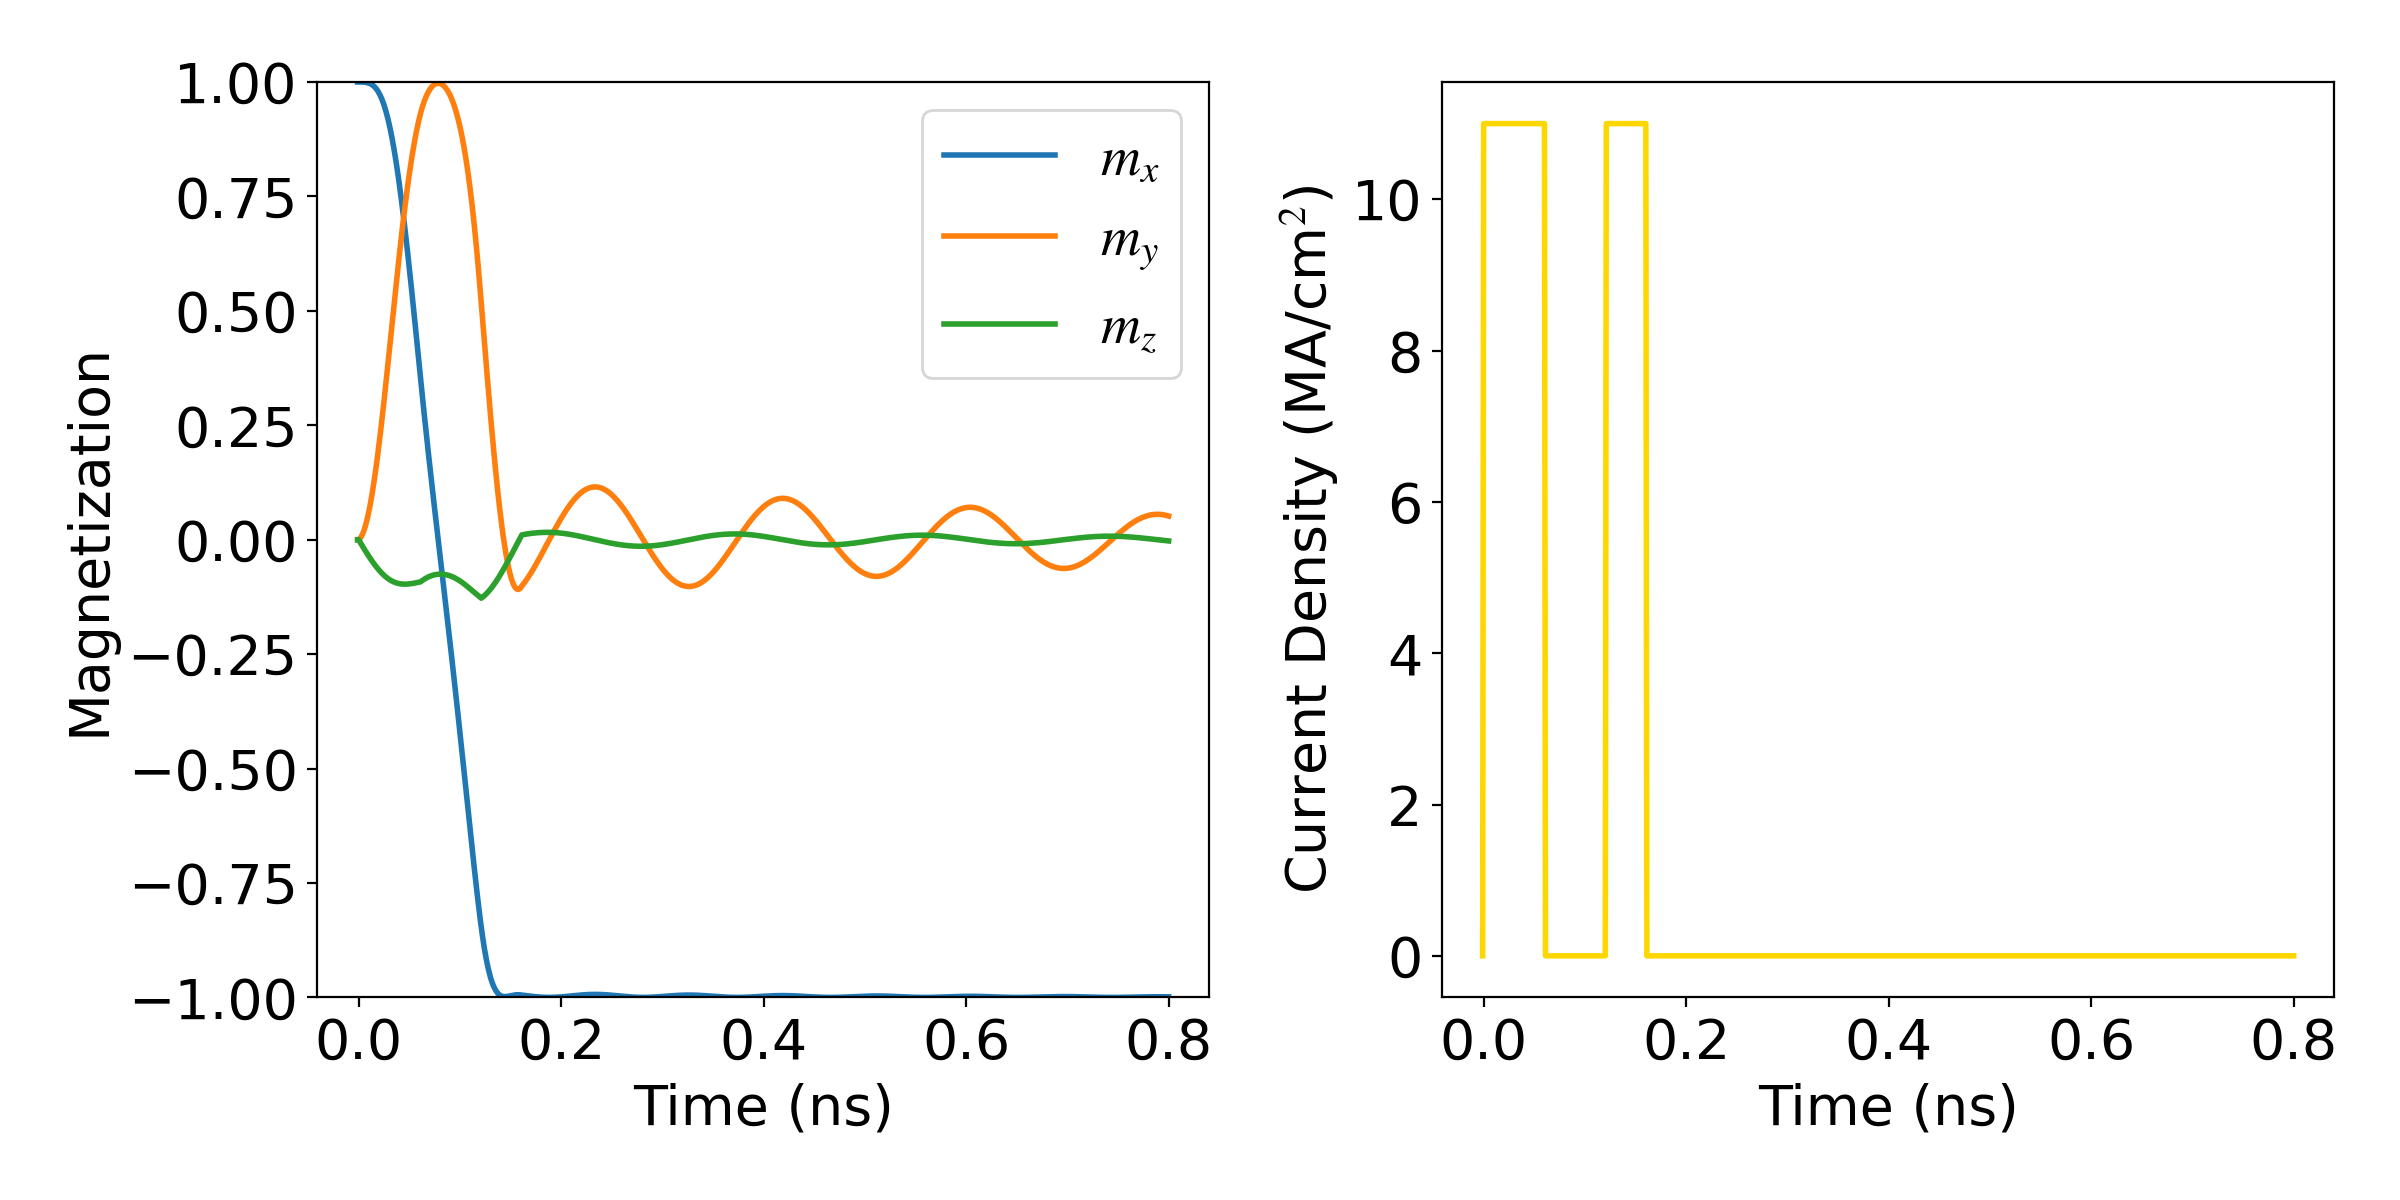 Magnetization
1.00
0.75
0.50
0.25
0.00
−0.25
−0.50
−0.75
−1.00
0.0 0.2 0.4 0.6 0.8
Time (ns)
m_x
m_y
m_z
Current Density (MA/cm²)
10
8
6
4
2
0
0.0 0.2 0.4 0.6 0.8
Time (ns)